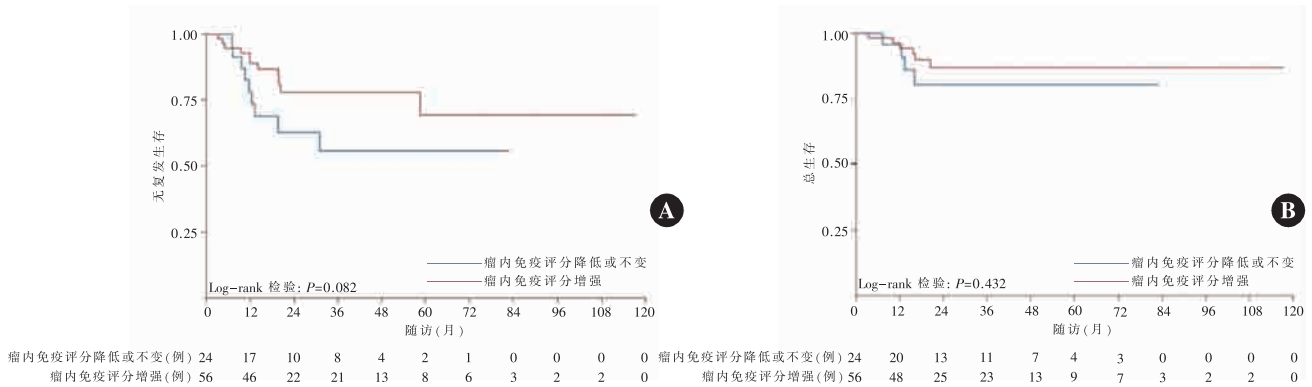 1.00
0.75
0.50
0.25
无复发生存
A
瘤内免疫评分降低或不变
瘤内免疫评分增强
Log-rank 检验: P=0.082
0 12 24 36 48 60 72 84 96 108 120
随访(月)
瘤内免疫评分降低或不变(例) 24 17 10 8 4 2 1 0 0 0 0
瘤内免疫评分增强(例) 56 46 22 21 13 8 6 3 2 2 0
1.00
0.75
0.50
0.25
总生存
B
瘤内免疫评分降低或不变
瘤内免疫评分增强
Log-rank 检验: P=0.432
0 12 24 36 48 60 72 84 96 108 120
随访(月)
瘤内免疫评分降低或不变(例) 24 20 13 11 7 4 3 0 0 0 0
瘤内免疫评分增强(例) 56 48 25 23 13 9 7 3 2 2 0